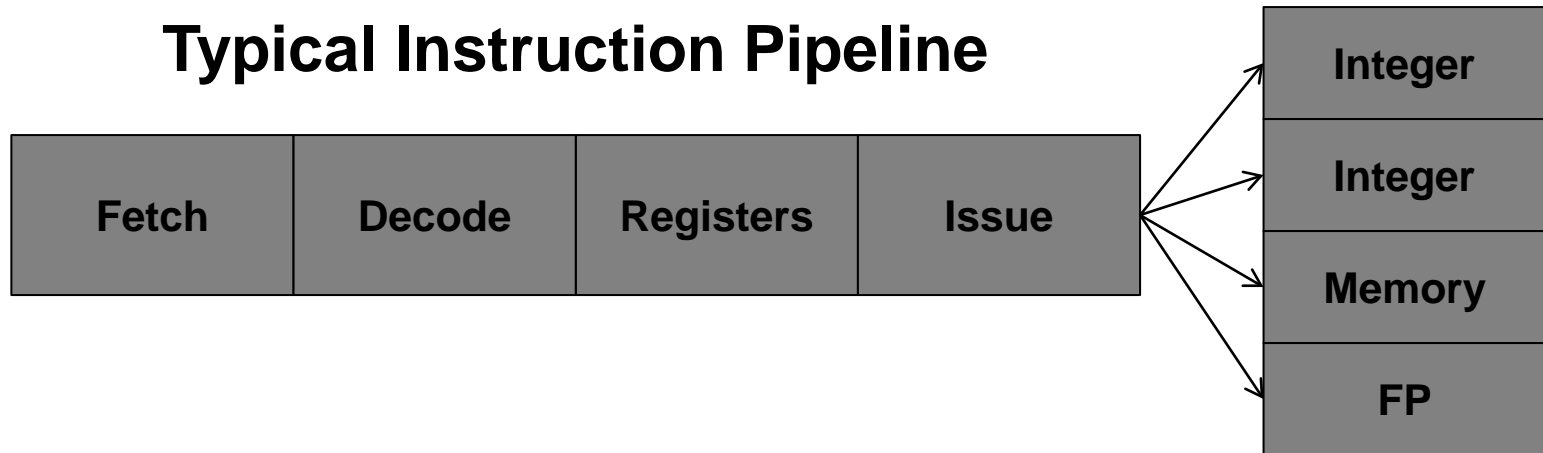 Typical Instruction Pipeline
Fetch
Decode
Registers
Issue
Integer
Integer
Memory
FP